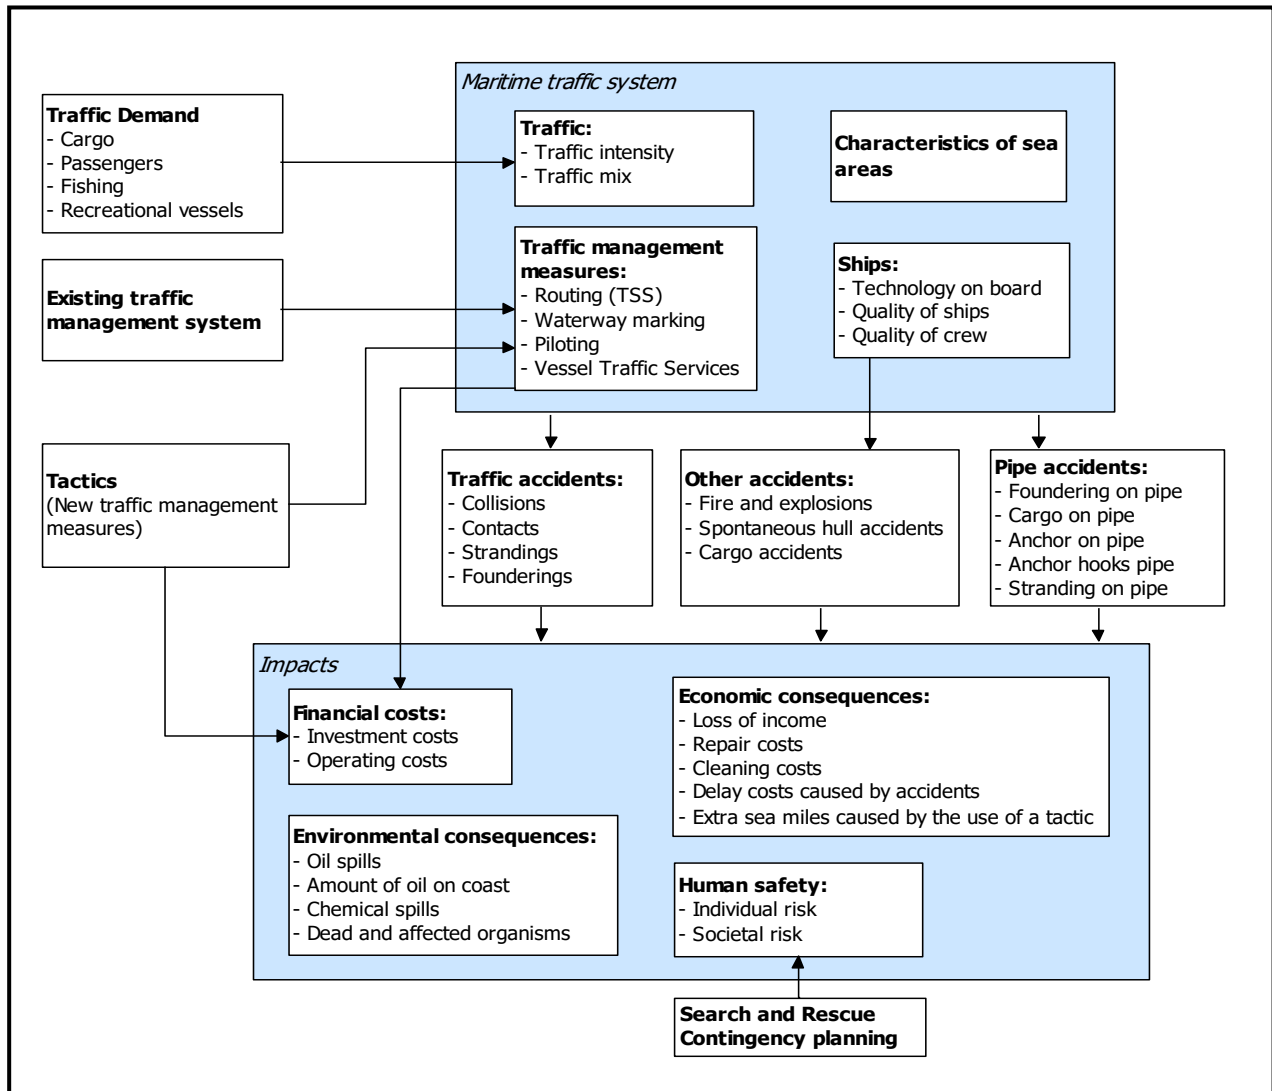 Maritime traffic system
Traffic Demand
- Cargo
- Passengers
- Fishing
- Recreational vessels
Traffic:
- Traffic intensity
- Traffic mix
Characteristics of sea
areas
Existing traffic
management system
Traffic management
measures:
- Routing (TSS)
- Waterway marking
- Piloting
- Vessel Traffic Services
Ships:
- Technology on board
- Quality of ships
- Quality of crew
Tactics
(New traffic management
measures)
Traffic accidents:
- Collisions
- Contacts
- Strandings
- Founderings
Other accidents:
- Fire and explosions
- Spontaneous hull accidents
- Cargo accidents
Pipe accidents:
- Foundering on pipe
- Cargo on pipe
- Anchor on pipe
- Anchor hooks pipe
- Stranding on pipe
Impacts
Financial costs:
- Investment costs
- Operating costs
Economic consequences:
- Loss of income
- Repair costs
- Cleaning costs
- Delay costs caused by accidents
- Extra sea miles caused by the use of a tactic
Environmental consequences:
- Oil spills
- Amount of oil on coast
- Chemical spills
- Dead and affected organisms
Human safety:
- Individual risk
- Societal risk
Search and Rescue
Contingency planning